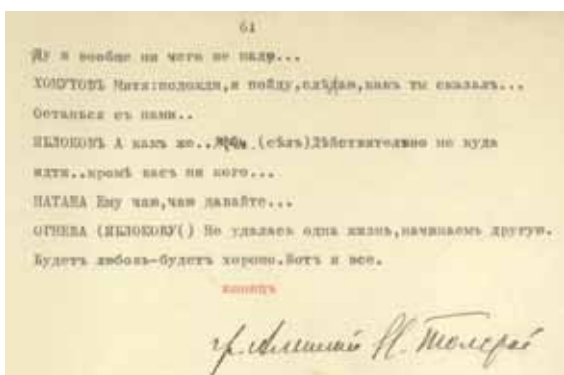 61
Ду и вообще ни чего не надо...
ХОМУТОВЪ Митя:подожди,я пойду,сдѣлаю,какъ ты сказалъ...
Останься съ нами..
ЯБЛОКОВЪ А какъ же.. (сѣлъ)Дѣйствительно не куда
идти..кромѣ васъ ни кого...
НАТАША Ему чаю,чаю давайте...
ОГНЕВА (ЯБЛОКОВУ() Не удалась одна жизнь,начинаемъ другую.
Будетъ любовь-будетъ хорошо.Вотъ и все.
конецъ
гр. Алексѣй Н. Толстой